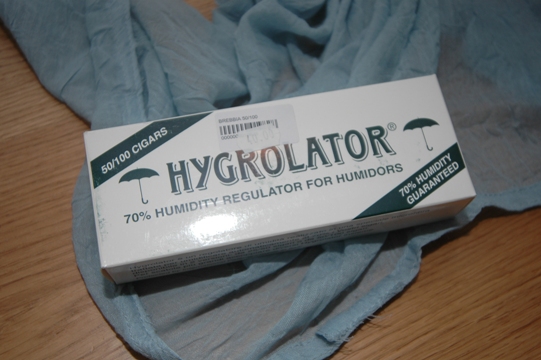 50/100 CIGARS
HYGROLATOR®
70% HUMIDITY REGULATOR FOR HUMIDORS
70% HUMIDITY
GUARANTEED